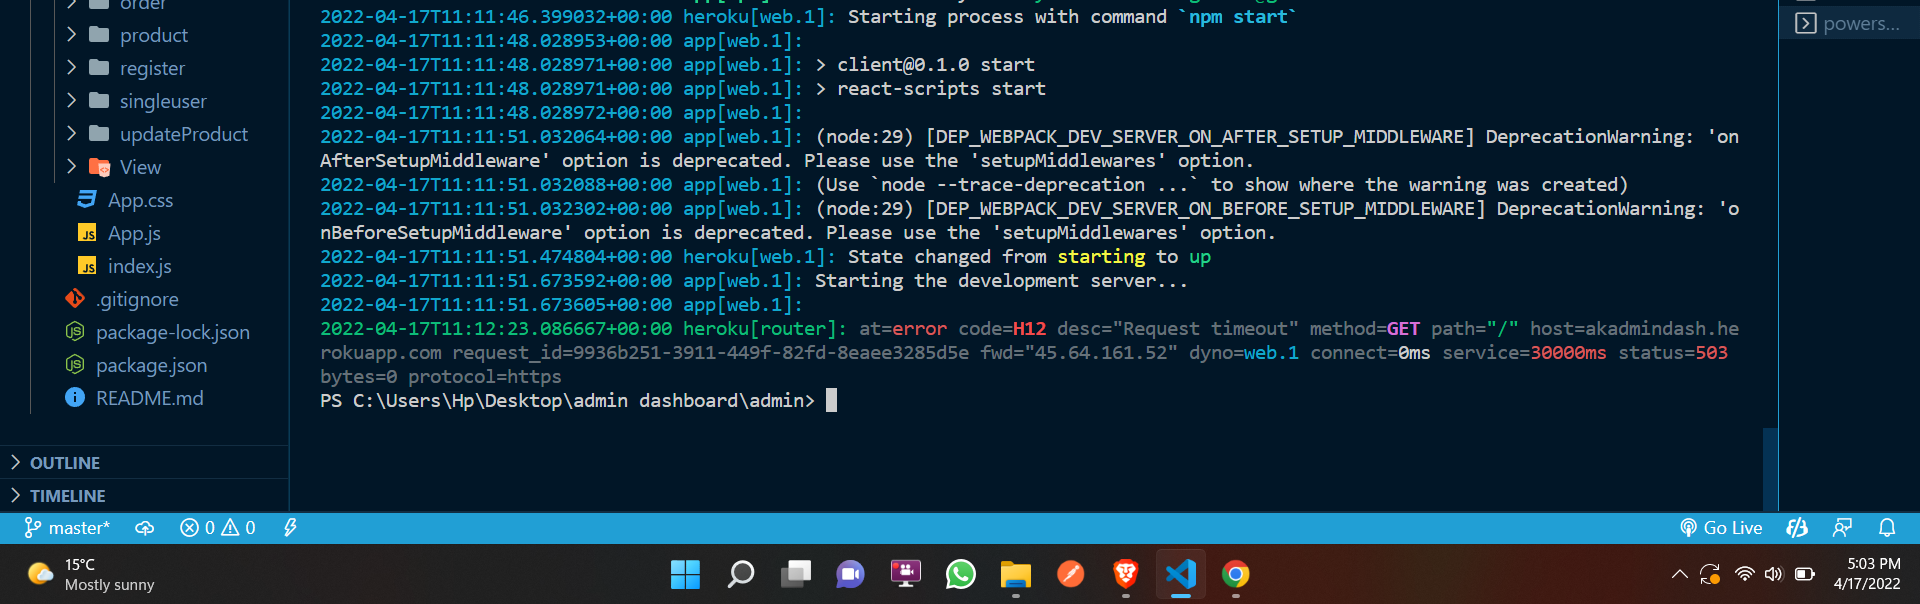 order
product
register
singleuser
updateProduct
View
App.css
App.js
index.js
.gitignore
package-lock.json
package.json
README.md
OUTLINE
TIMELINE
2022-04-17T11:11:46.399032+00:00 heroku[web.1]: Starting process with command `npm start`
2022-04-17T11:11:48.028953+00:00 app[web.1]:
2022-04-17T11:11:48.028971+00:00 app[web.1]: > client@0.1.0 start
2022-04-17T11:11:48.028971+00:00 app[web.1]: > react-scripts start
2022-04-17T11:11:48.028972+00:00 app[web.1]:
2022-04-17T11:11:51.032064+00:00 app[web.1]: (node:29) [DEP_WEBPACK_DEV_SERVER_ON_AFTER_SETUP_MIDDLEWARE] DeprecationWarning: 'on
AfterSetupMiddleware' option is deprecated. Please use the 'setupMiddlewares' option.
2022-04-17T11:11:51.032088+00:00 app[web.1]: (Use `node --trace-deprecation ...` to show where the warning was created)
2022-04-17T11:11:51.032302+00:00 app[web.1]: (node:29) [DEP_WEBPACK_DEV_SERVER_ON_BEFORE_SETUP_MIDDLEWARE] DeprecationWarning: 'o
nBeforeSetupMiddleware' option is deprecated. Please use the 'setupMiddlewares' option.
2022-04-17T11:11:51.474804+00:00 heroku[web.1]: State changed from starting to up
2022-04-17T11:11:51.673592+00:00 app[web.1]: Starting the development server...
2022-04-17T11:11:51.673605+00:00 app[web.1]:
2022-04-17T11:12:23.086667+00:00 heroku[router]: at=error code=H12 desc="Request timeout" method=GET path="/" host=akadmindash.he
rokuapp.com request_id=9936b251-3911-449f-82fd-8eaee3285d5e fwd="45.64.161.52" dyno=web.1 connect=0ms service=30000ms status=503
bytes=0 protocol=https
PS C:\Users\Hp\Desktop\admin dashboard\admin>
powers...
master* 0 0
Go Live
15°C
Mostly sunny
5:03 PM
4/17/2022